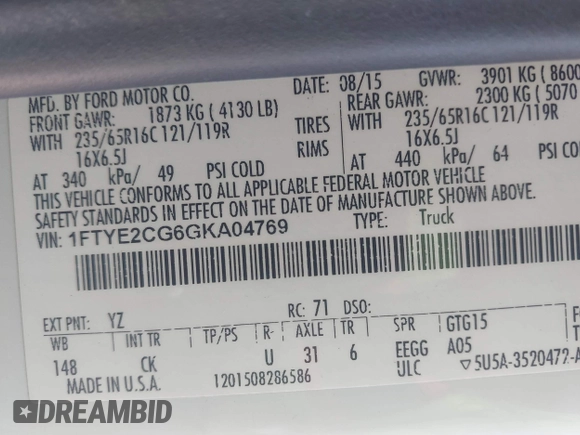 MFD. BY FORD MOTOR CO. DATE: 08/15 GVWR: 3901 KG (8600
FRONT GAWR: 1873 KG (4130 LB) REAR GAWR: 2300 KG (5070
WITH 235/65R16C 121/119R TIRES WITH 235/65R16C 121/119R
16X6.5J RIMS 16X6.5J
AT 340 kPa/ 49 PSI COLD AT 440 kPa/ 64 PSI COL
THIS VEHICLE CONFORMS TO ALL APPLICABLE FEDERAL MOTOR VEHICLE
SAFETY STANDARDS IN EFFECT ON THE DATE OF MANUFACTURE SHOWN ABOVE.
VIN: 1FTYE2CG6GKA04769 TYPE: Truck
EXT PNT: YZ RC: 71 DSO:
WB INT TR TP/PS R- AXLE TR SPR GTG15
148 CK U 31 6 EEGG A05
MADE IN U.S.A. 1201508286586 ULC ▽5U5A-3520472-A
DREAMBID